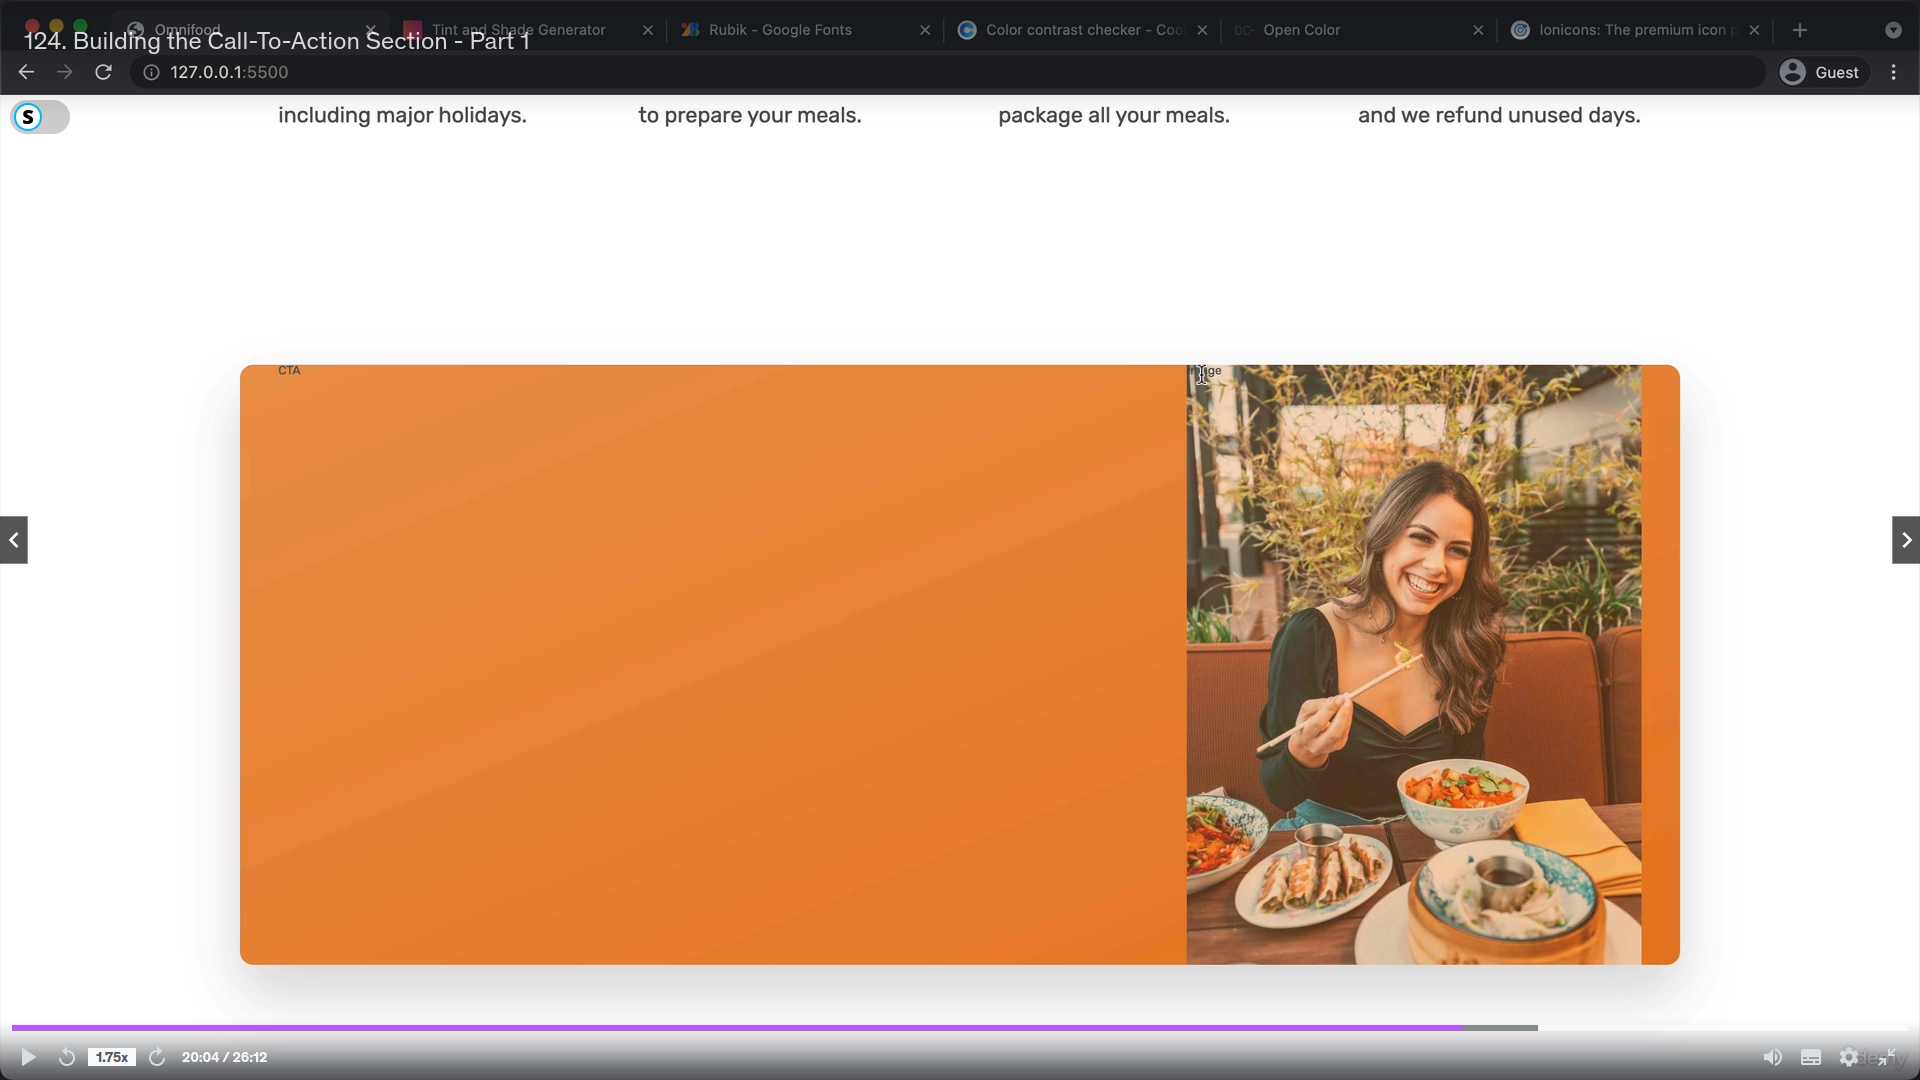 Omnifood
Tint and Shade Generator
Rubik - Google Fonts
Color contrast checker - Coo
OC-
Open Color
Ionicons: The premium icon p
124. Building the Call-To-Action Section - Part 1
127.0.0.1:5500
Guest
S
including major holidays.
to prepare your meals.
package all your meals.
and we refund unused days.
CTA
1.75x
20:04 / 26:12